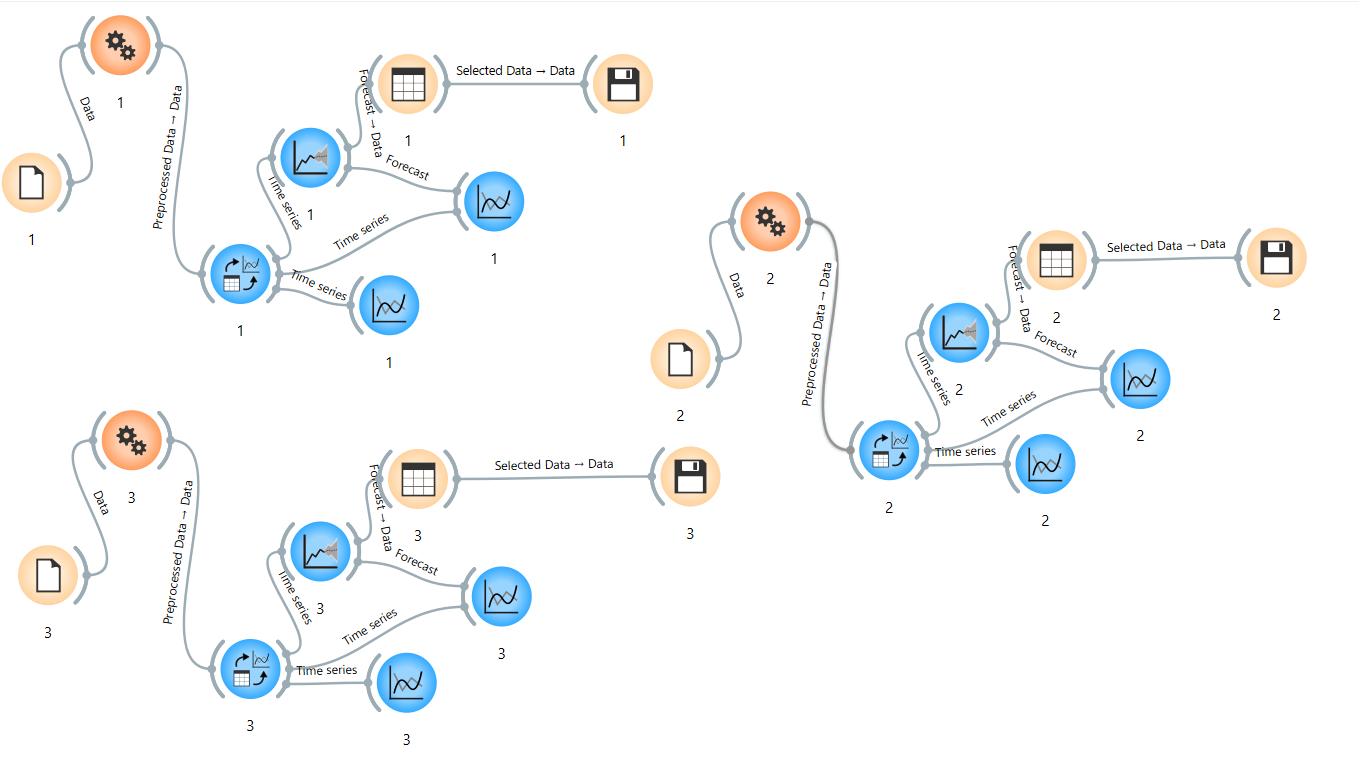 1
Data
Preprocessed Data → Data
1
1
Time series
1
Forecast → Data
1
Selected Data → Data
1
Forecast
Time series
1
Time series
1
2
Data
Preprocessed Data → Data
2
2
Time series
2
Forecast → Data
2
Selected Data → Data
2
Forecast
Time series
2
Time series
2
3
Data
Preprocessed Data → Data
3
3
Time series
3
Forecast → Data
3
Selected Data → Data
3
Forecast
Time series
3
Time series
3